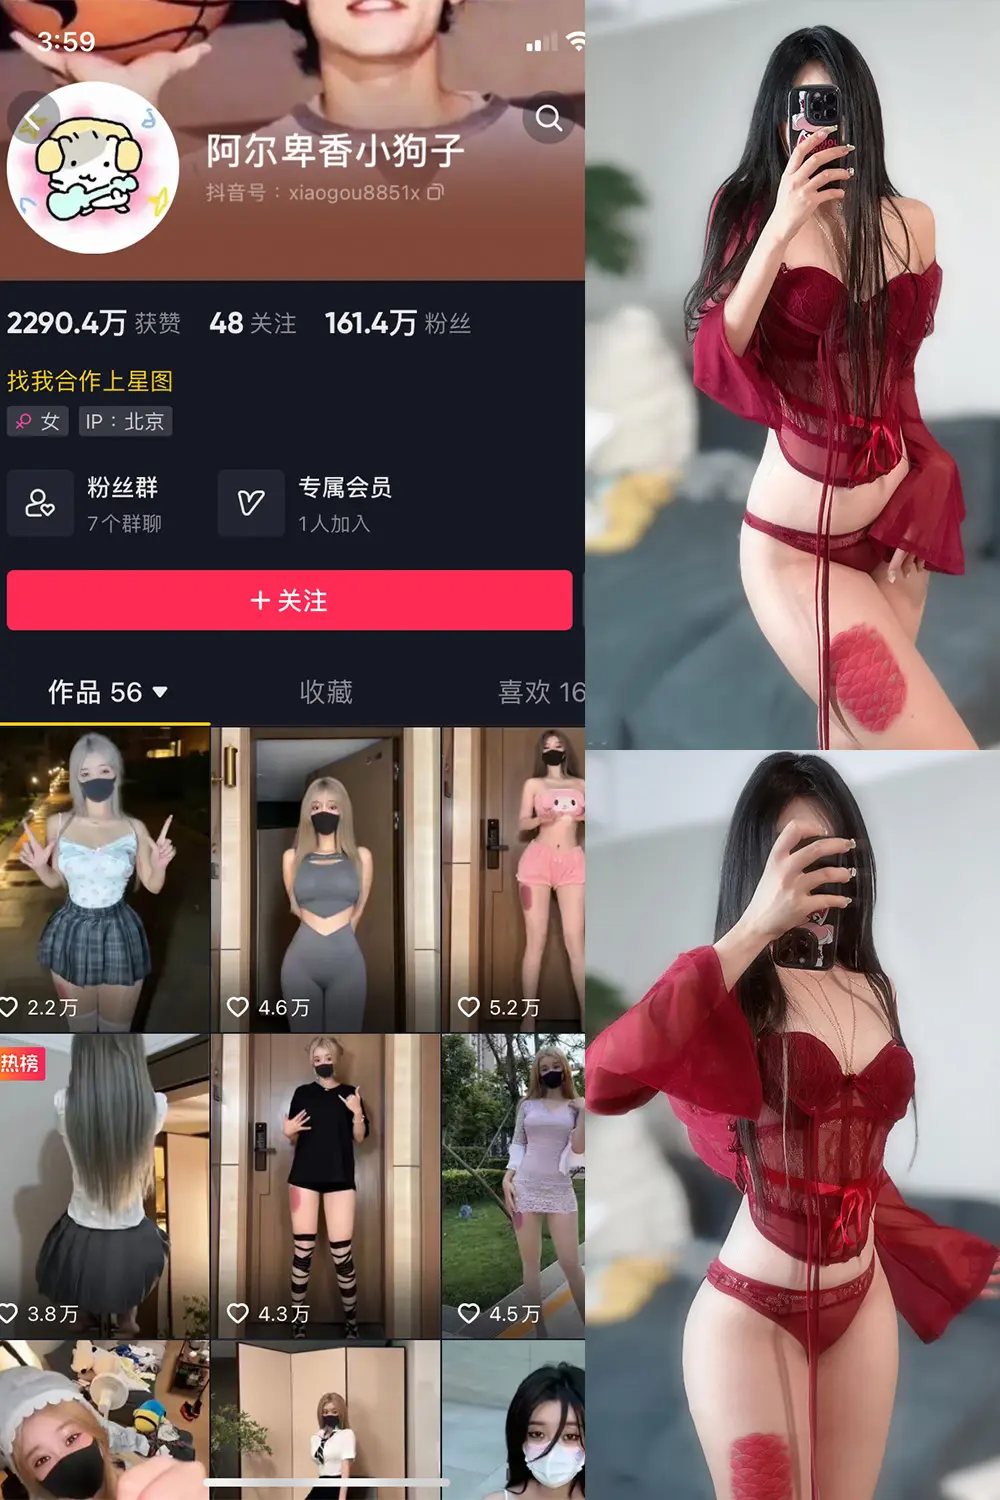 3:59
阿尔卑香小狗子
抖音号：xiaogou8851x
2290.4万 获赞 48 关注 161.4万 粉丝
找我合作上星图
女 IP：北京
粉丝群 专属会员
7个群聊 1人加入
+ 关注
作品 56 收藏 喜欢 16
2.2万 4.6万 5.2万
热榜
3.8万 4.3万 4.5万